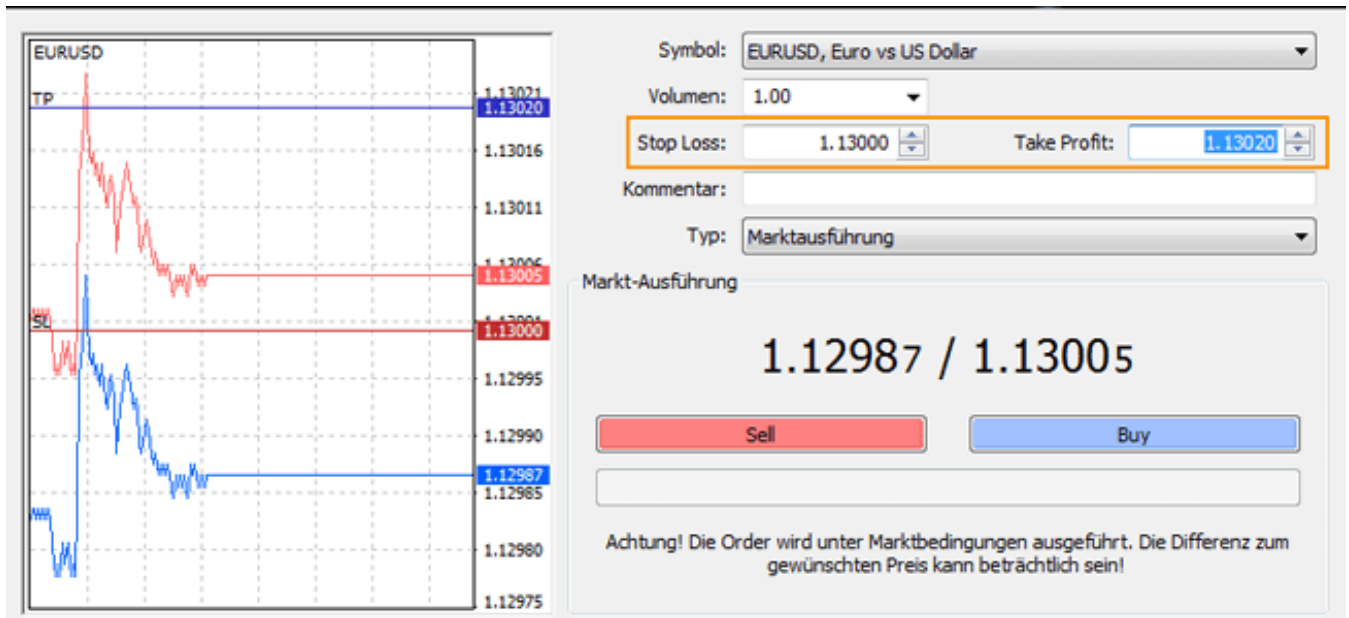 EURUSD
TP
SL
1.13021
1.13020
1.13016
1.13011
1.13006
1.13005
1.13001
1.13000
1.12995
1.12990
1.12987
1.12985
1.12980
1.12975
Symbol: EURUSD, Euro vs US Dollar
Volumen: 1.00
Stop Loss: 1.13000 Take Profit: 1.13020
Kommentar:
Typ: Marktausführung
Markt-Ausführung
1.12987 / 1.13005
Sell Buy
Achtung! Die Order wird unter Marktbedingungen ausgeführt. Die Differenz zum
gewünschten Preis kann beträchtlich sein!